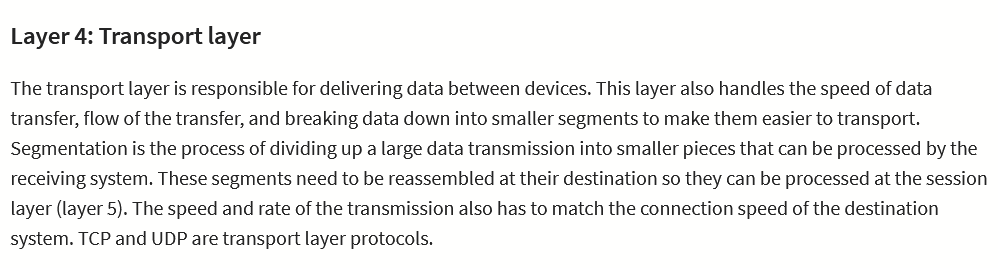 Layer 4: Transport layer
The transport layer is responsible for delivering data between devices. This layer also handles the speed of data
transfer, flow of the transfer, and breaking data down into smaller segments to make them easier to transport.
Segmentation is the process of dividing up a large data transmission into smaller pieces that can be processed by the
receiving system. These segments need to be reassembled at their destination so they can be processed at the session
layer (layer 5). The speed and rate of the transmission also has to match the connection speed of the destination
system. TCP and UDP are transport layer protocols.